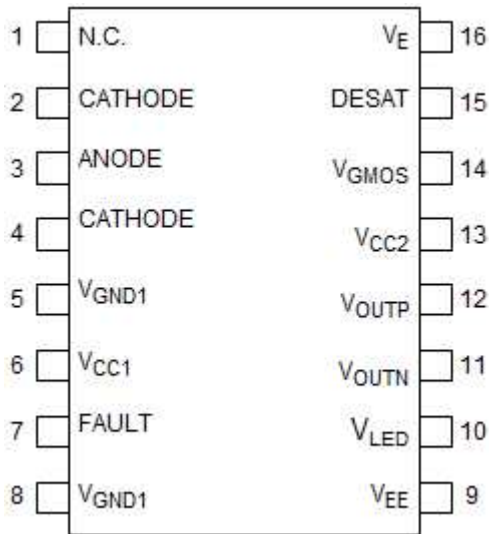 1 N.C. V_E 16
2 CATHODE DESAT 15
3 ANODE V_GMOS 14
4 CATHODE V_CC2 13
5 V_GND1 V_OUTP 12
6 V_CC1 V_OUTN 11
7 FAULT V_LED 10
8 V_GND1 V_EE 9